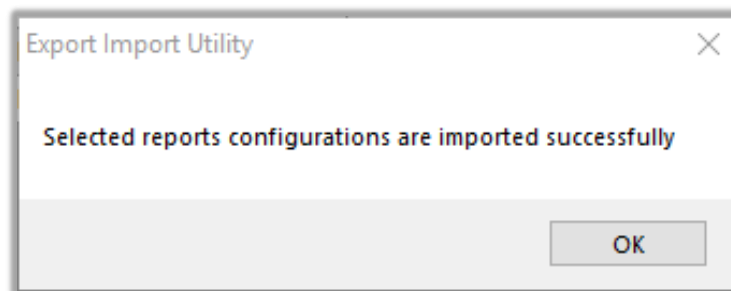 Export Import Utility
Selected reports configurations are imported successfully
OK